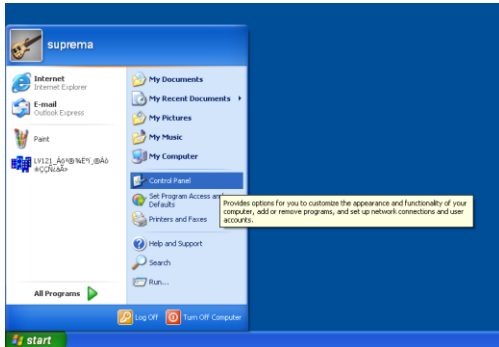 suprema
Internet
Internet Explorer
E-mail
Outlook Express
Paint
All Programs
My Documents
My Recent Documents
My Pictures
My Music
My Computer
Control Panel
Set Program Access and
Defaults
Printers and Faxes
Help and Support
Search
Run...
Provides options for you to customize the appearance and functionality of your
computer, add or remove programs, and set up network connections and user
accounts.
Log Off
Turn Off Computer
start